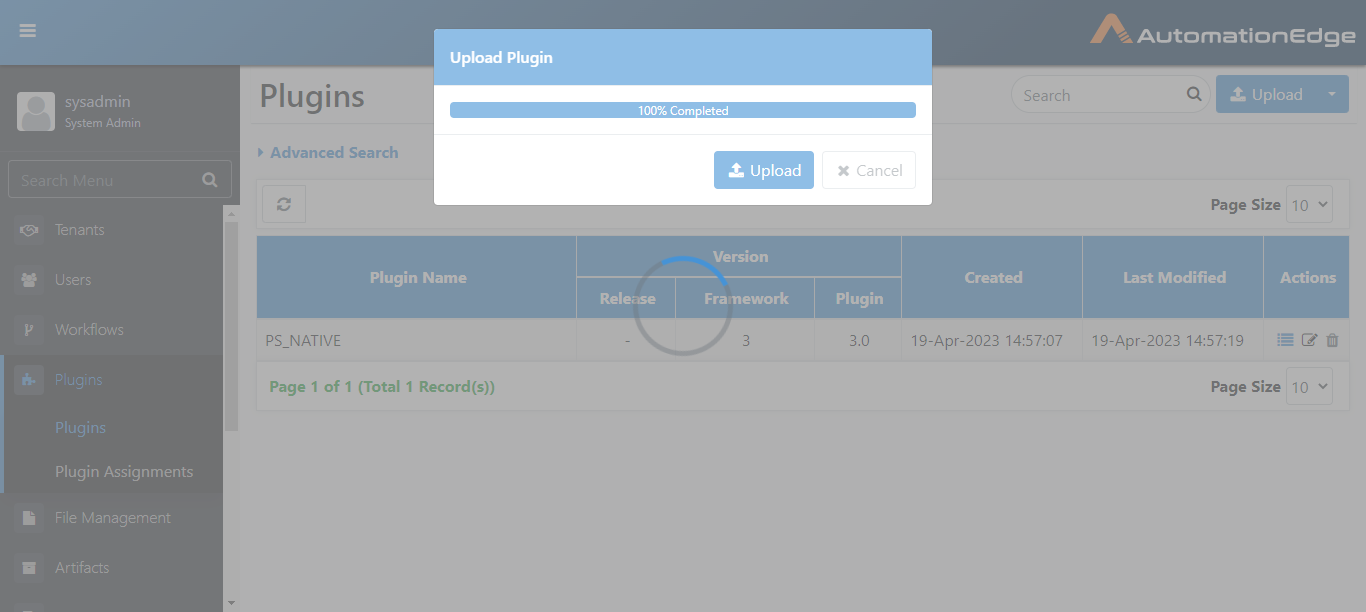 AutomationEdge
Upload Plugin
100% Completed
Upload
Cancel
sysadmin
System Admin
Search Menu
Tenants
Users
Workflows
Plugins
Plugins
Plugin Assignments
File Management
Artifacts
Plugins
Search
Upload
Advanced Search
Page Size 10
Plugin Name Version Created Last Modified Actions
Release Framework Plugin
PS_NATIVE - 3 3.0 19-Apr-2023 14:57:07 19-Apr-2023 14:57:19
Page 1 of 1 (Total 1 Record(s))
Page Size 10